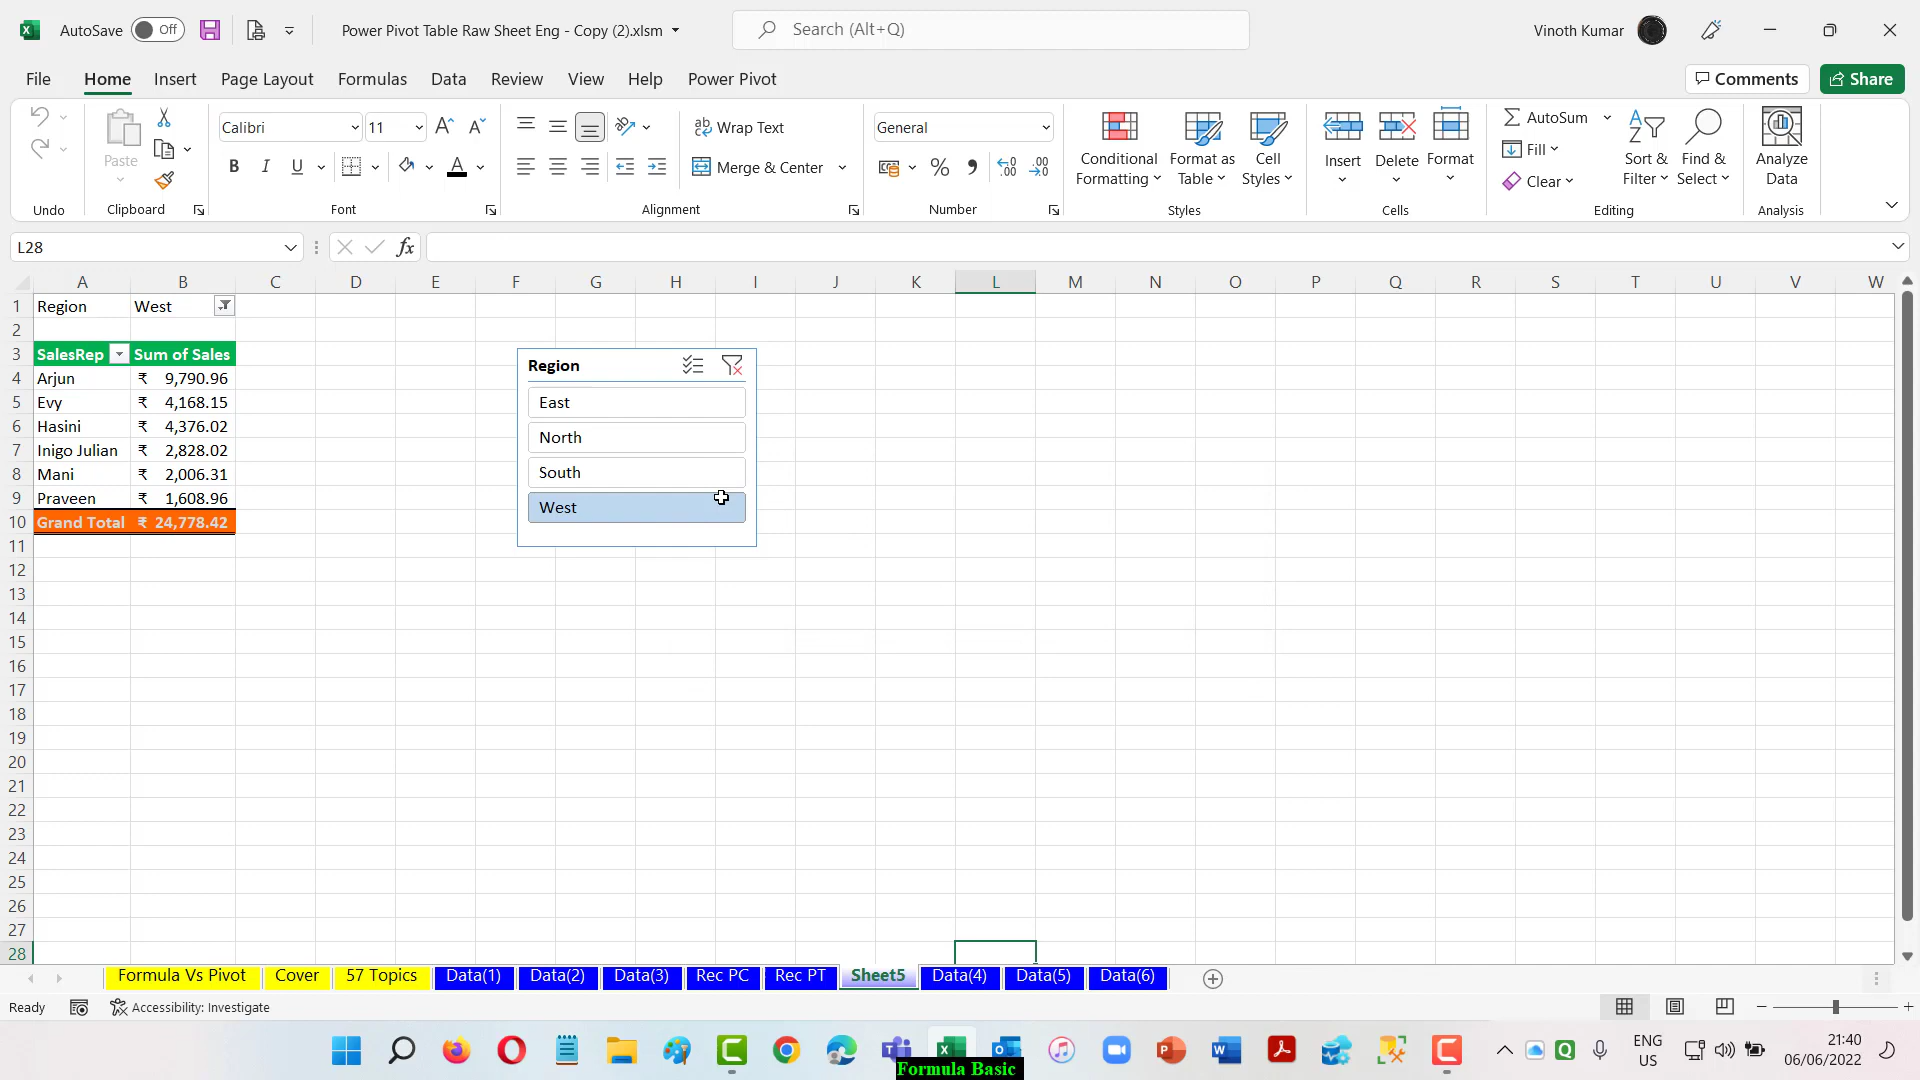 AutoSave Off Power Pivot Table Raw Sheet Eng - Copy (2).xlsm Search (Alt+Q) Vinoth Kumar
File Home Insert Page Layout Formulas Data Review View Help Power Pivot Comments Share
Paste Calibri 11 Wrap Text Merge & Center General Conditional Formatting Format as Table Cell Styles Insert Delete Format AutoSum Fill Clear Sort & Filter Find & Select Analyze Data
Undo Clipboard Font Alignment Number Styles Cells Editing Analysis
L28 fx
A B C D E F G H I J K L M N O P Q R S T U V W
1 Region West
2
3 SalesRep Sum of Sales
4 Arjun ₹ 9,790.96
5 Evy ₹ 4,168.15
6 Hasini ₹ 4,376.02
7 Inigo Julian ₹ 2,828.02
8 Mani ₹ 2,006.31
9 Praveen ₹ 1,608.96
10 Grand Total ₹ 24,778.42
11
12
13
14
15
16
17
18
19
20
21
22
23
24
25
26
27
28
Region
East
North
South
West
Formula Vs Pivot Cover 57 Topics Data(1) Data(2) Data(3) Rec PC Rec PT Sheet5 Data(4) Data(5) Data(6)
Ready Accessibility: Investigate
ENG US 21:40 06/06/2022
Formula Basic